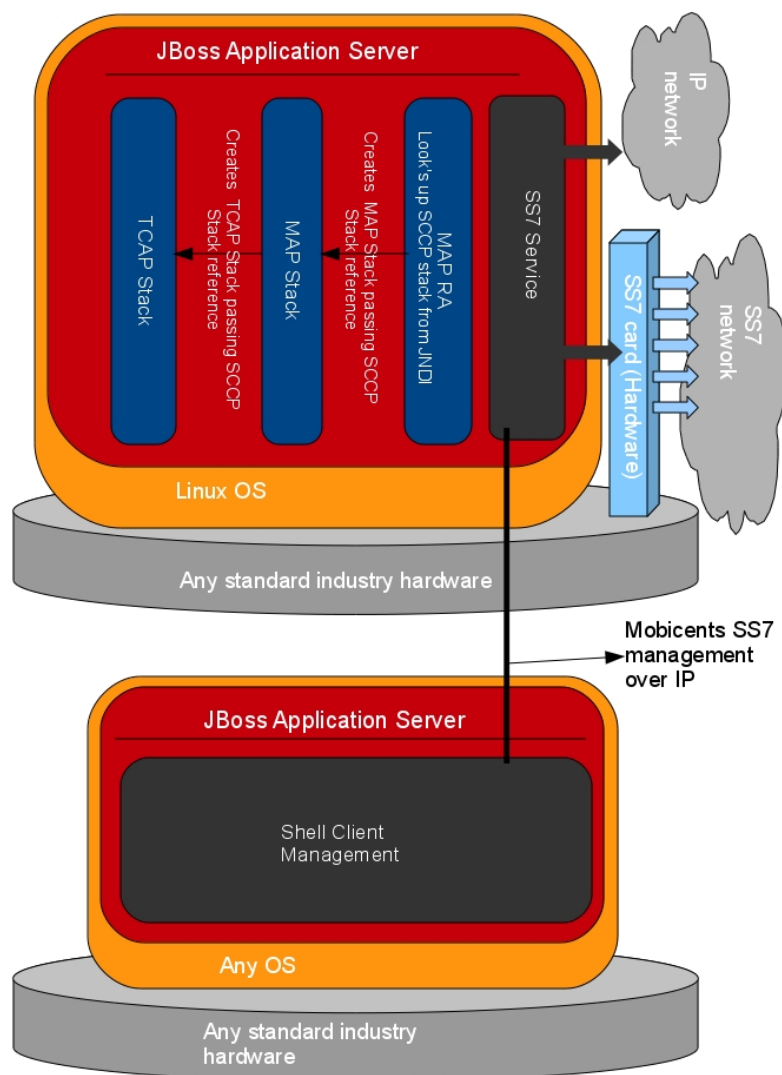 JBoss Application Server
TCAP Stack
Creates TCAP Stack passing SCCP
Stack reference
MAP Stack
Creates MAP Stack passing SCCP
Stack reference
MAP RA
Look's up SCCP stack from JNDI
SS7 Service
IP
network
SS7 card (Hardware)
SS7
network
Linux OS
Any standard industry hardware
Mobicents SS7
management
over IP
JBoss Application Server
Shell Client
Management
Any OS
Any standard industry
hardware